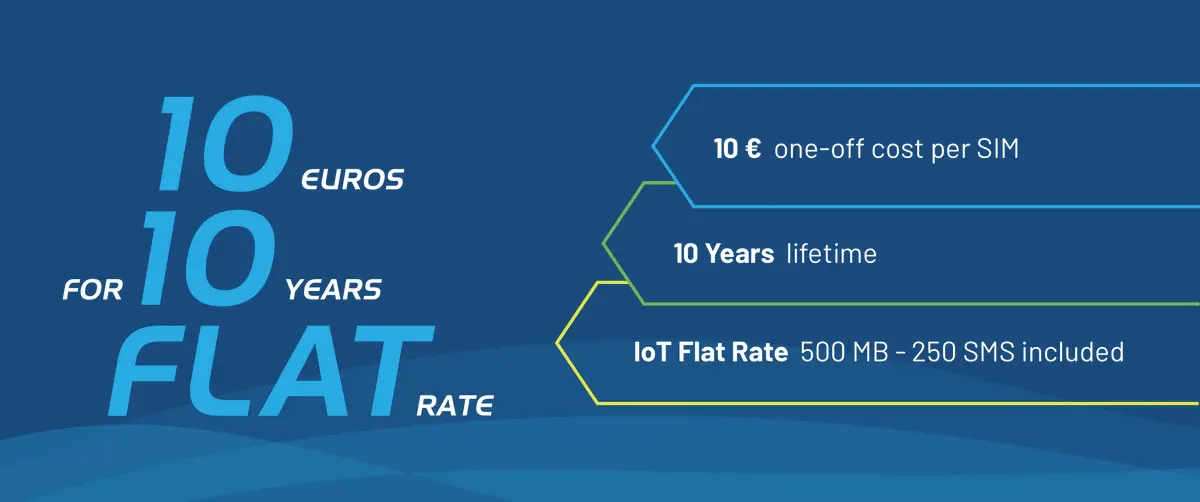 10 EUROS
FOR 10 YEARS
FLAT RATE
10 € one-off cost per SIM
10 Years lifetime
IoT Flat Rate 500 MB - 250 SMS included